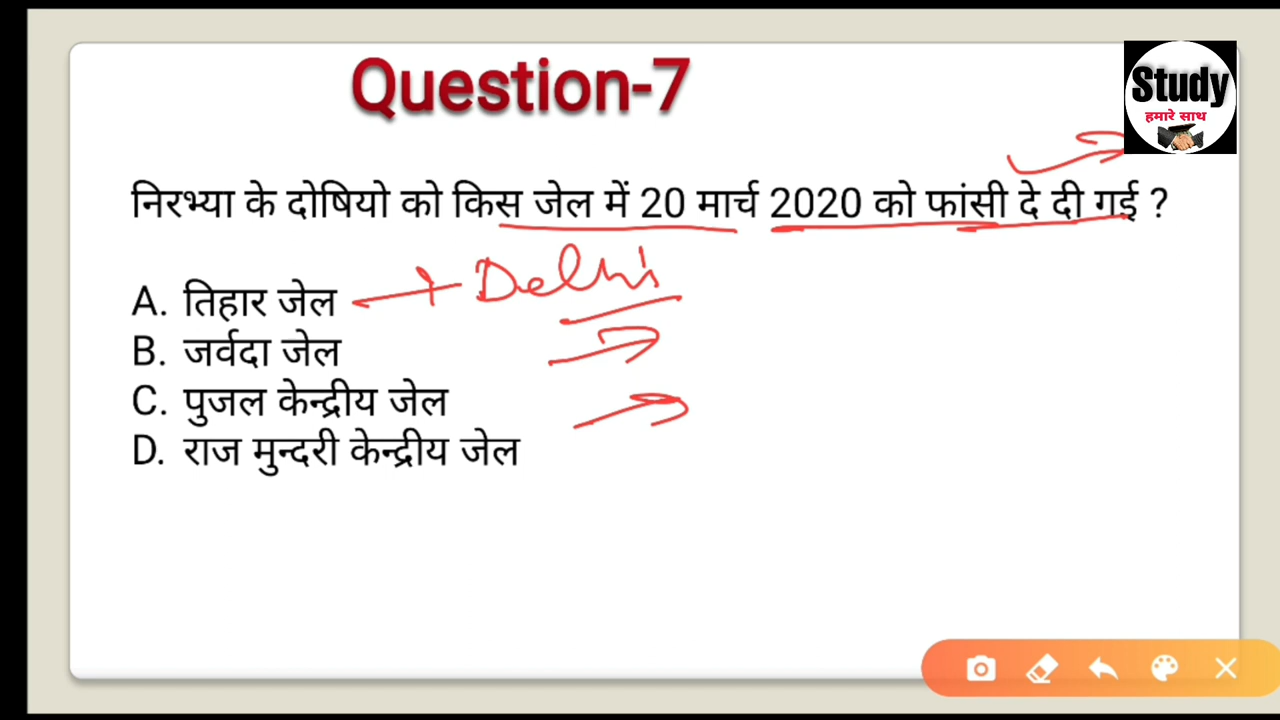 Question-7
Study
हमारे साथ
निरभ्या के दोषियो को किस जेल में 20 मार्च 2020 को फांसी दे दी गई ?
A. तिहार जेल Delhi
B. जर्वदा जेल
C. पुजल केन्द्रीय जेल
D. राज मुन्दरी केन्द्रीय जेल